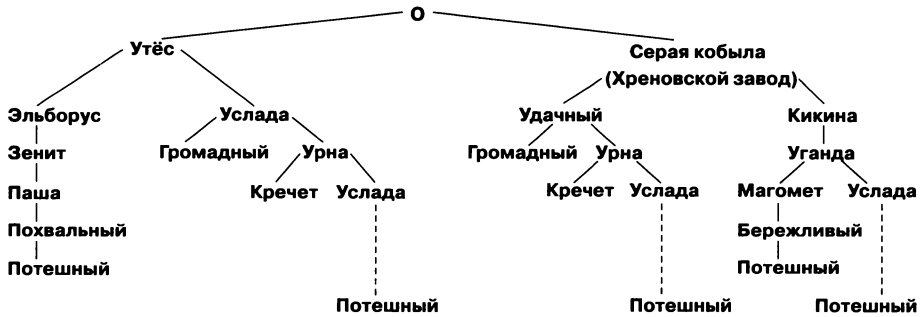 О
Утёс
Серая кобыла
(Хреновской завод)
Эльборус
Услада
Удачный
Кикина
Зенит
Громадный
Урна
Громадный
Урна
Уганда
Паша
Кречет
Услада
Кречет
Услада
Магомет
Услада
Похвальный
Бережливый
Потешный
Потешный
Потешный
Потешный
Потешный